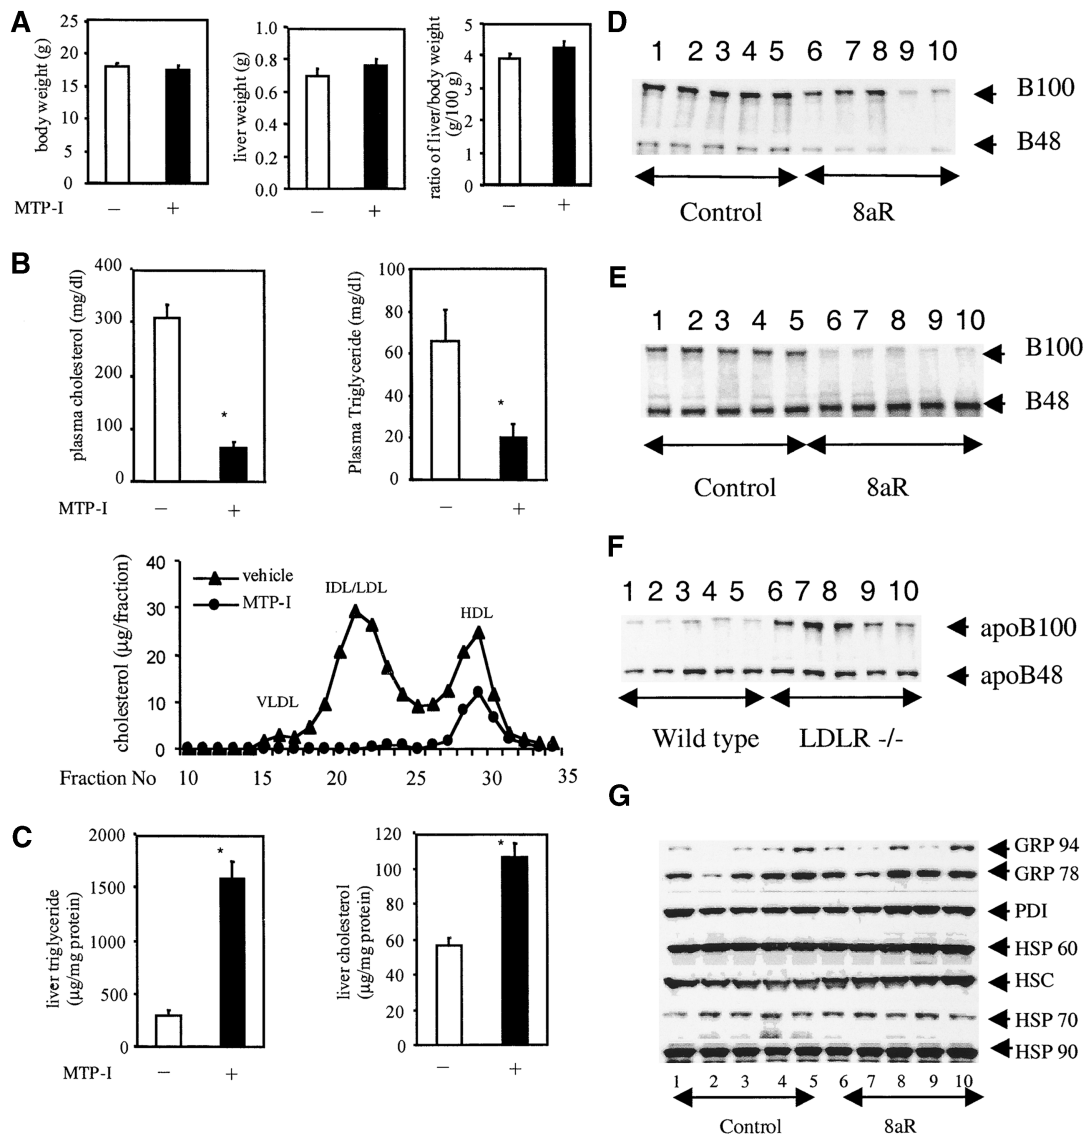 A
body weight (g)
25
20
15
10
5
0
MTP-I
−
+
liver weight (g)
1.0
0.8
0.6
0.4
0.2
0.0
−
+
ratio of liver/body weight
(g/100 g)
5
4
3
2
1
0
−
+
B
plasma cholesterol (mg/dl)
400
300
200
100
0
*
MTP-I
−
+
Plasma Triglyceride (mg/dl)
100
80
60
40
20
0
*
−
+
cholesterol (µg/fraction)
40
30
20
10
0
vehicle
MTP-I
VLDL
IDL/LDL
HDL
Fraction No
10 15 20 25 30 35
C
liver triglyceride
(µg/mg protein)
2000
1500
1000
500
0
*
MTP-I
−
+
liver cholesterol
(µg/mg protein)
120
100
80
60
40
20
0
*
−
+
D
1 2 3 4 5 6 7 8 9 10
B100
B48
Control 8aR
E
1 2 3 4 5 6 7 8 9 10
B100
B48
Control 8aR
F
1 2 3 4 5 6 7 8 9 10
apoB100
apoB48
Wild type LDLR -/-
G
GRP 94
GRP 78
PDI
HSP 60
HSC
HSP 70
HSP 90
1 2 3 4 5 6 7 8 9 10
Control 8aR